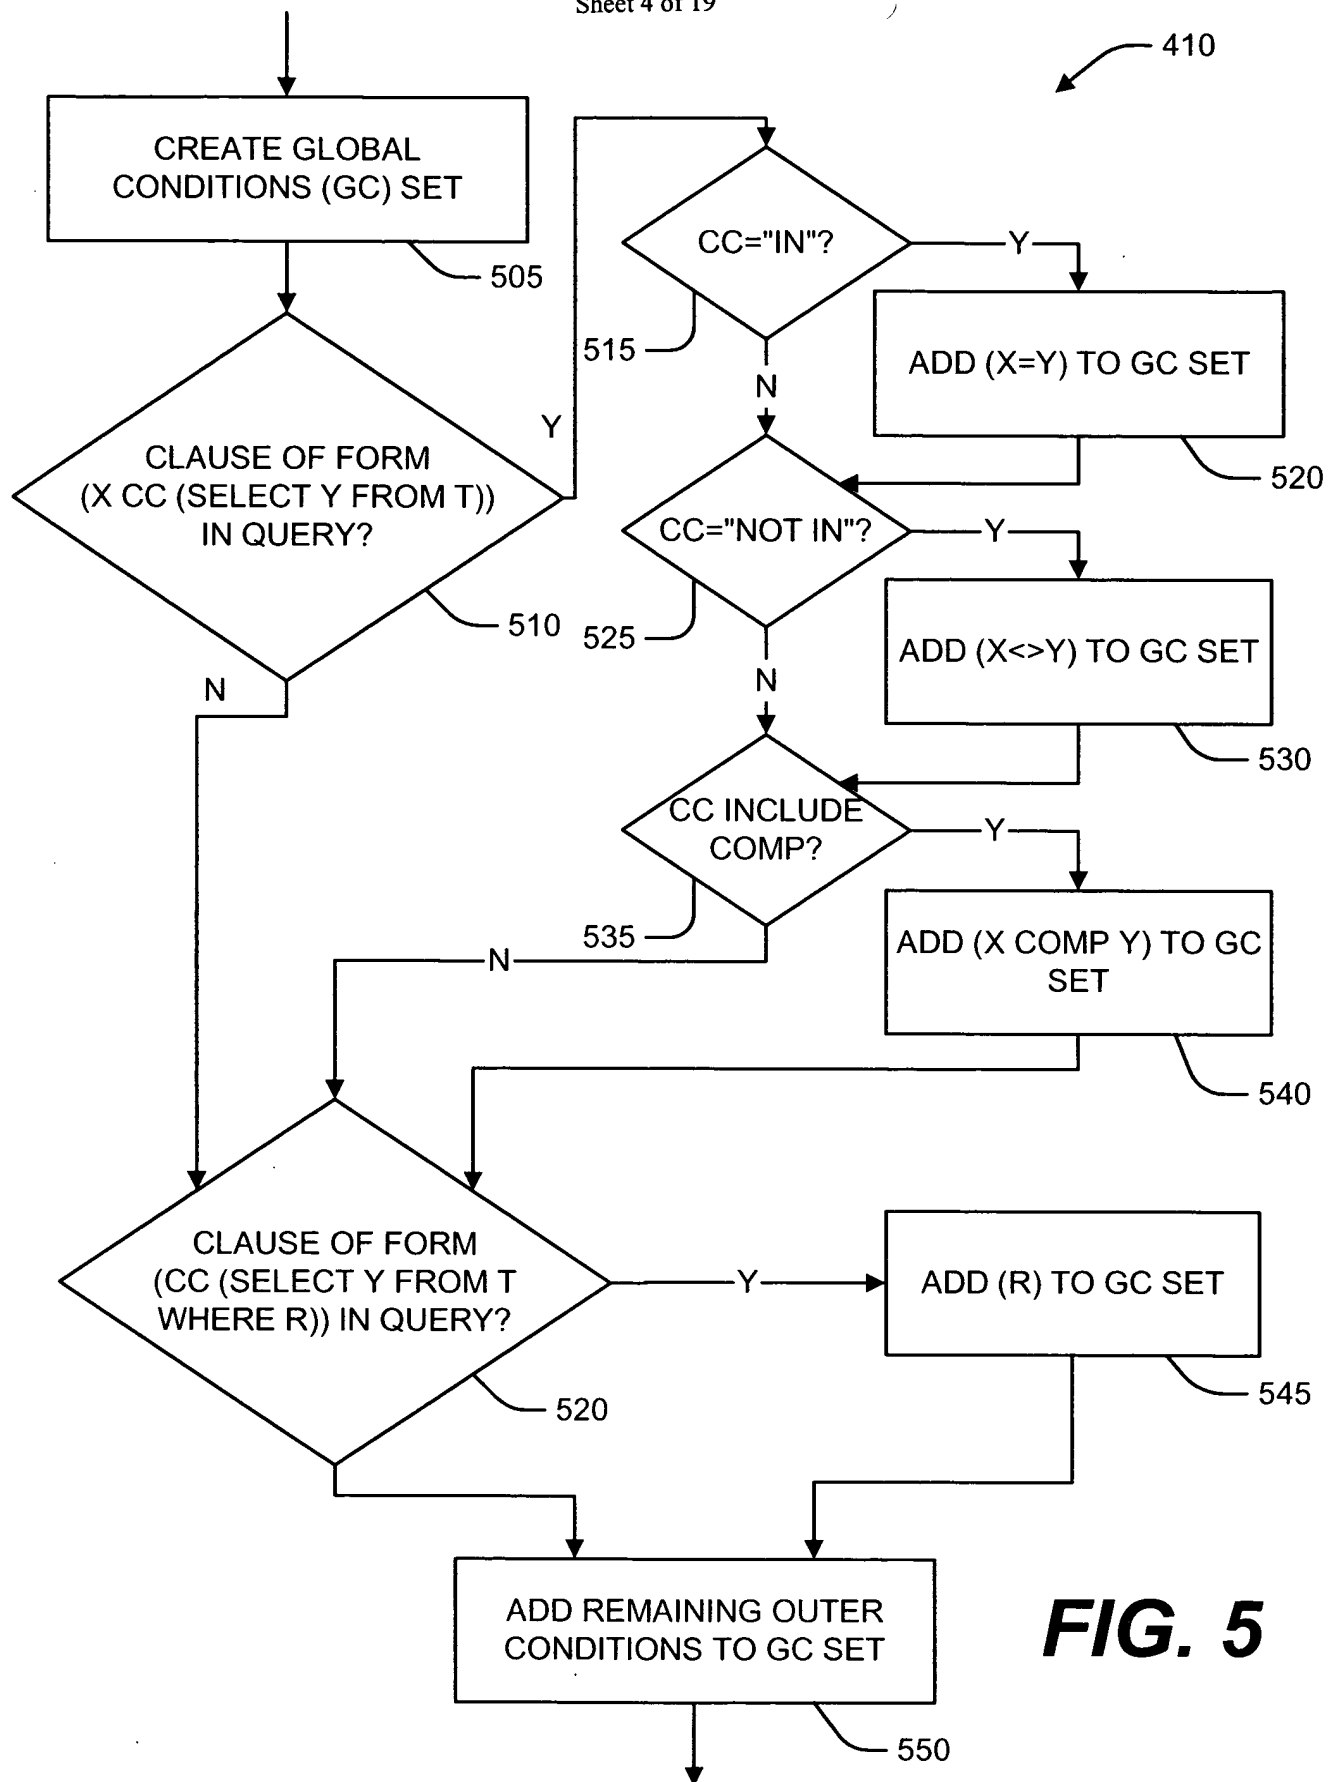 Sheet 4 of 19
410
CREATE GLOBAL
CONDITIONS (GC) SET
505
CC="IN"?
Y
515
N
ADD (X=Y) TO GC SET
520
Y
CLAUSE OF FORM
(X CC (SELECT Y FROM T))
IN QUERY?
510
CC="NOT IN"?
Y
525
N
ADD (X<>Y) TO GC SET
530
N
CC INCLUDE
COMP?
Y
535
N
ADD (X COMP Y) TO GC
SET
540
CLAUSE OF FORM
(CC (SELECT Y FROM T
WHERE R)) IN QUERY?
Y
520
ADD (R) TO GC SET
545
ADD REMAINING OUTER
CONDITIONS TO GC SET
550
FIG. 5